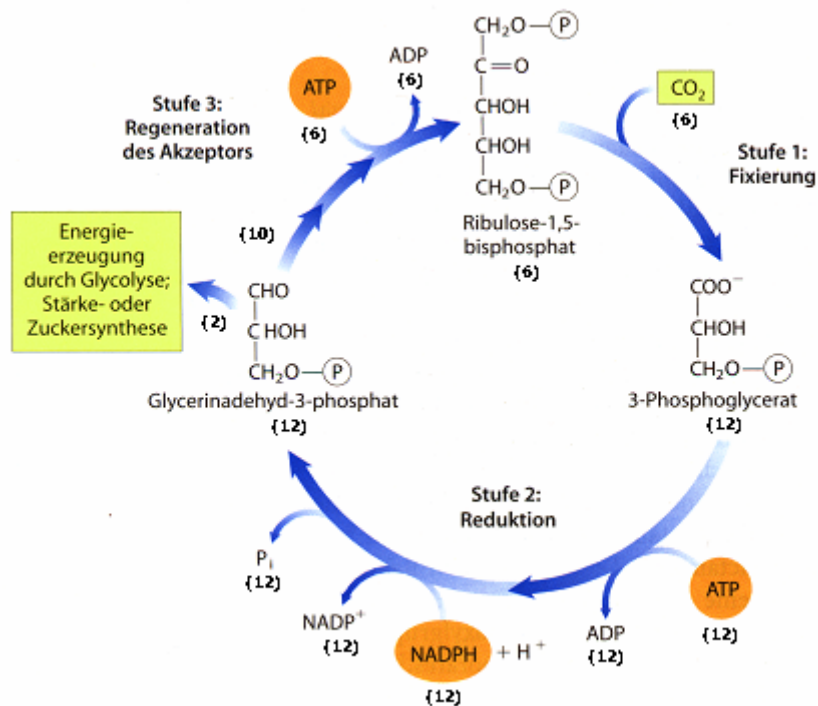 CH₂O—P
C=O
CHOH
CHOH
CH₂O—P
Ribulose-1,5-
bisphosphat
{6}
CO₂
{6}
Stufe 1:
Fixierung
COO⁻
CHOH
CH₂O—P
3-Phosphoglycerat
{12}
Stufe 2:
Reduktion
ATP
{12}
ADP
{12}
NADPH + H⁺
{12}
NADP⁺
{12}
Pᵢ
{12}
CHO
CHOH
CH₂O—P
Glycerinadehyd-3-phosphat
{12}
{2}
Energie-
erzeugung
durch Glycolyse;
Stärke- oder
Zuckersynthese
{10}
Stufe 3:
Regeneration
des Akzeptors
ATP
{6}
ADP
{6}